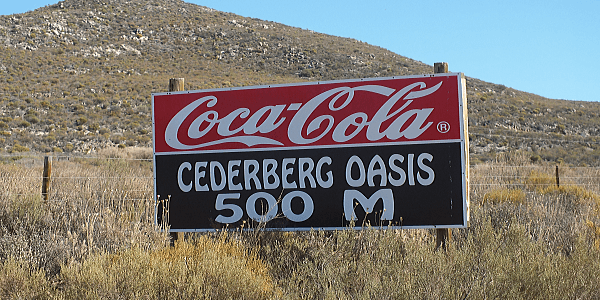 Coca-Cola ®
CEDERBERG OASIS
500 M